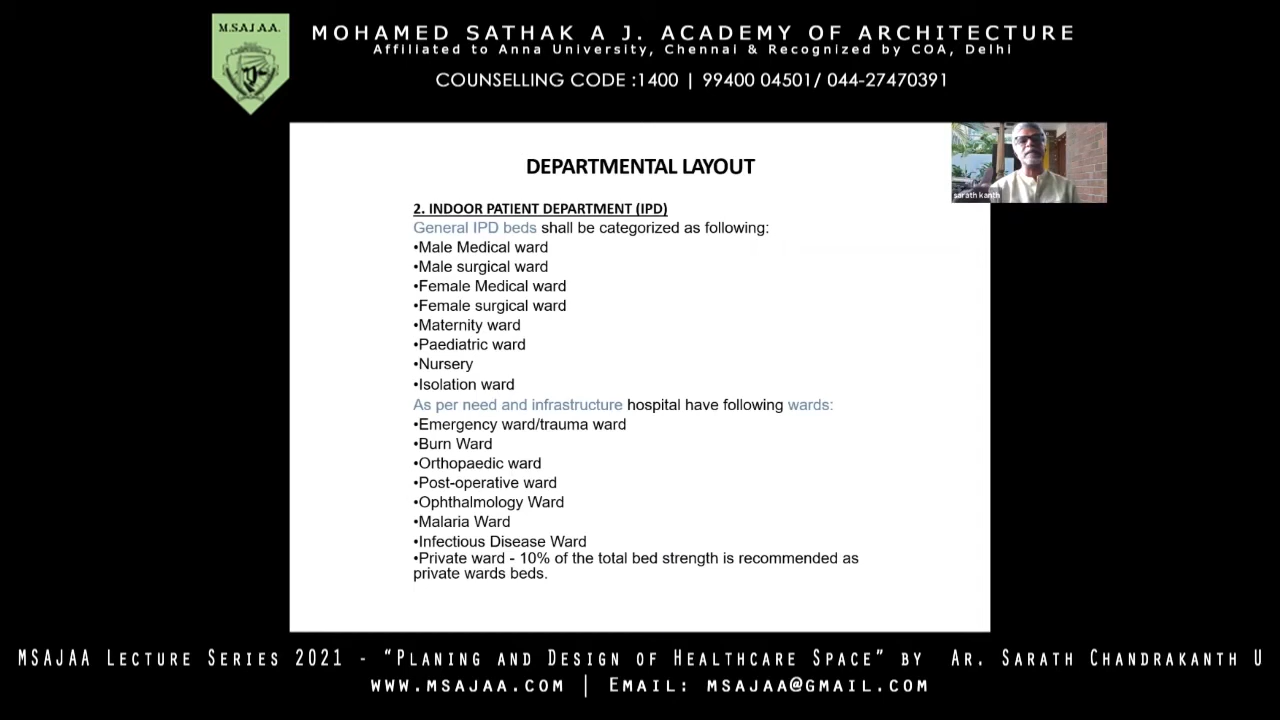 M.SAJ AA.
MOHAMED SATHAK A J. ACADEMY OF ARCHITECTURE
Affiliated to Anna University, Chennai & Recognized by COA, Delhi
COUNSELLING CODE :1400 | 99400 04501/ 044-27470391
sarath kanth
DEPARTMENTAL LAYOUT
2. INDOOR PATIENT DEPARTMENT (IPD)
General IPD beds shall be categorized as following:
•Male Medical ward
•Male surgical ward
•Female Medical ward
•Female surgical ward
•Maternity ward
•Paediatric ward
•Nursery
•Isolation ward
As per need and infrastructure hospital have following wards:
•Emergency ward/trauma ward
•Burn Ward
•Orthopaedic ward
•Post-operative ward
•Ophthalmology Ward
•Malaria Ward
•Infectious Disease Ward
•Private ward - 10% of the total bed strength is recommended as
private wards beds.
MSAJAA Lecture Series 2021 - “Planing and Design of Healthcare Space” by Ar. Sarath Chandrakanth U
www.msajaa.com | Email: msajaa@gmail.com